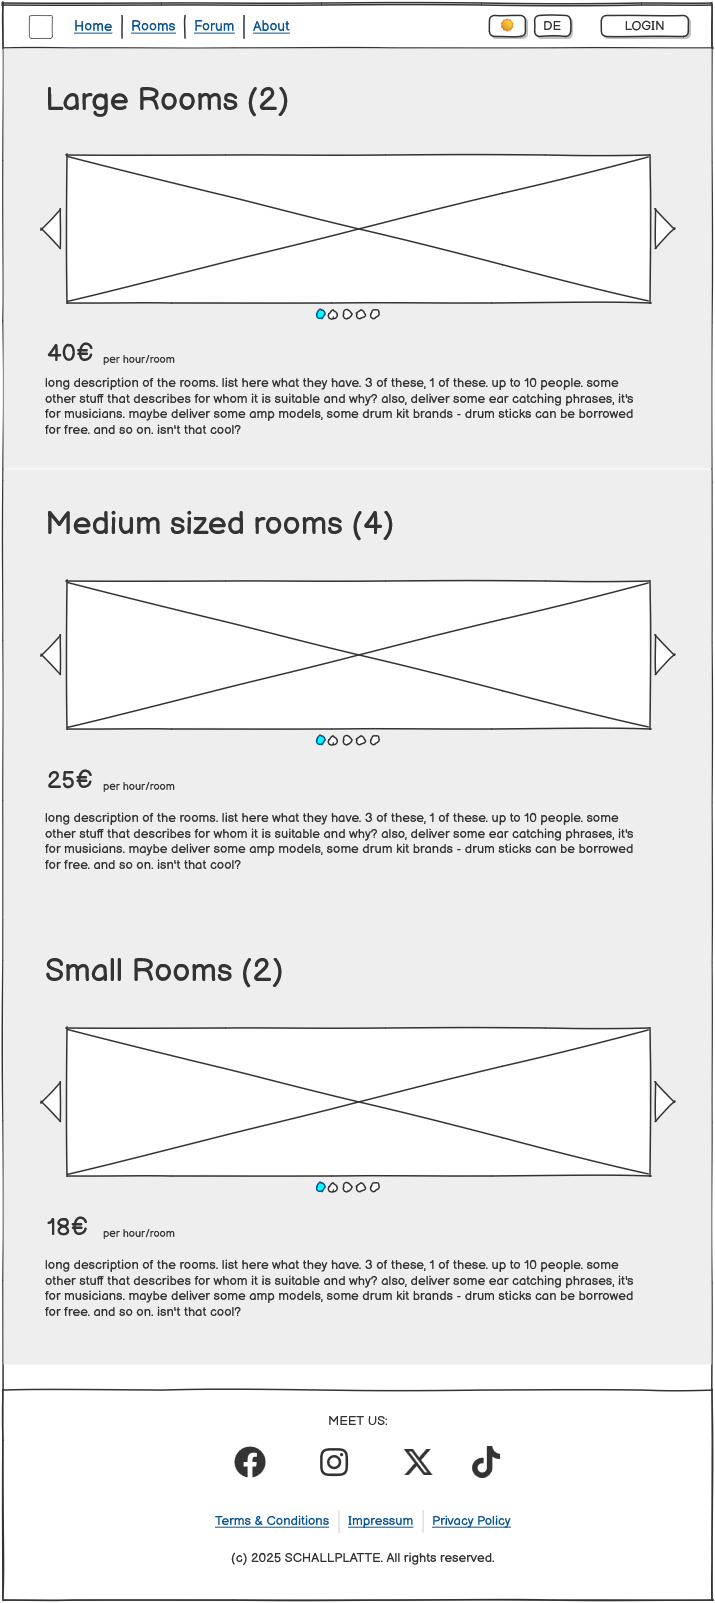 Home Rooms Forum About DE LOGIN
Large Rooms (2)
40€ per hour/room
long description of the rooms. list here what they have. 3 of these, 1 of these. up to 10 people. some
other stuff that describes for whom it is suitable and why? also, deliver some ear catching phrases, it's
for musicians. maybe deliver some amp models, some drum kit brands - drum sticks can be borrowed
for free. and so on. isn't that cool?
Medium sized rooms (4)
25€ per hour/room
long description of the rooms. list here what they have. 3 of these, 1 of these. up to 10 people. some
other stuff that describes for whom it is suitable and why? also, deliver some ear catching phrases, it's
for musicians. maybe deliver some amp models, some drum kit brands - drum sticks can be borrowed
for free. and so on. isn't that cool?
Small Rooms (2)
18€ per hour/room
long description of the rooms. list here what they have. 3 of these, 1 of these. up to 10 people. some
other stuff that describes for whom it is suitable and why? also, deliver some ear catching phrases, it's
for musicians. maybe deliver some amp models, some drum kit brands - drum sticks can be borrowed
for free. and so on. isn't that cool?
MEET US:
Terms & Conditions Impressum Privacy Policy
(c) 2025 SCHALLPLATTE. All rights reserved.